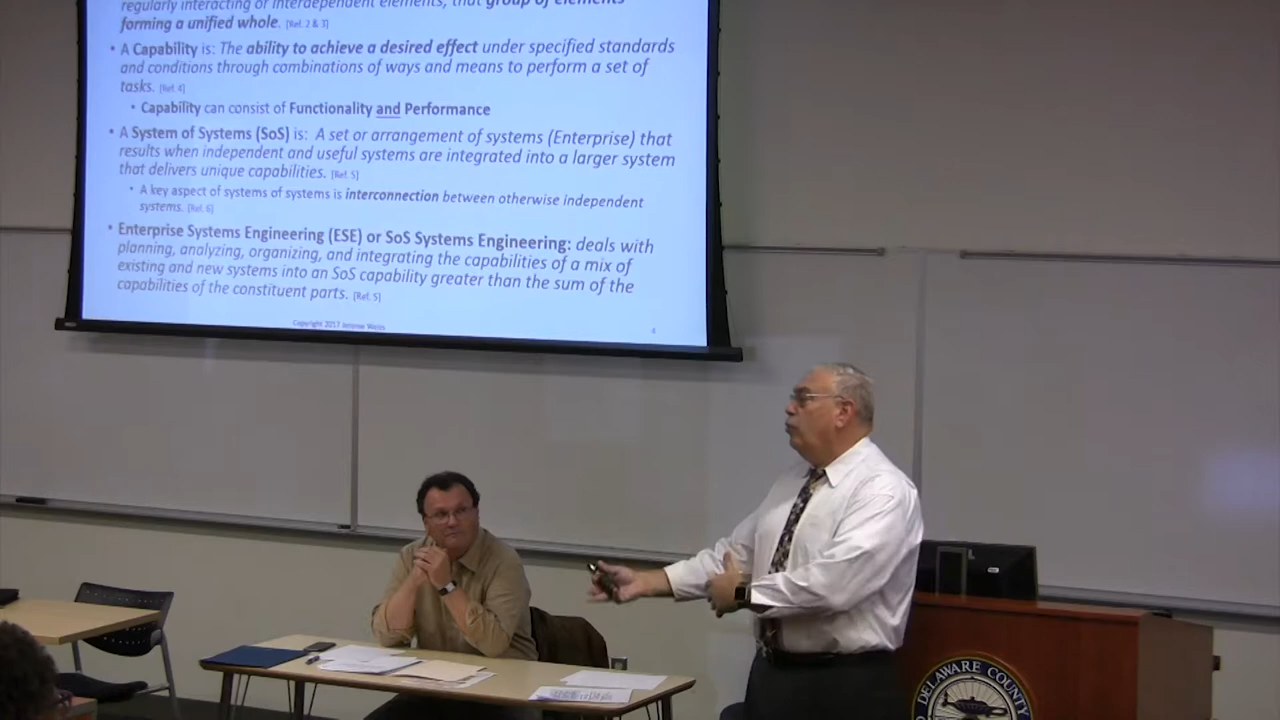 regularly interacting or interdependent elements; that group of elements
forming a unified whole. [Ref. 2 & 3]
• A Capability is: The ability to achieve a desired effect under specified standards
and conditions through combinations of ways and means to perform a set of
tasks. [Ref. 4]
• Capability can consist of Functionality and Performance
• A System of Systems (SoS) is: A set or arrangement of systems (Enterprise) that
results when independent and useful systems are integrated into a larger system
that delivers unique capabilities. [Ref. 5]
• A key aspect of systems of systems is interconnection between otherwise independent
systems. [Ref. 6]
• Enterprise Systems Engineering (ESE) or SoS Systems Engineering: deals with
planning, analyzing, organizing, and integrating the capabilities of a mix of
existing and new systems into an SoS capability greater than the sum of the
capabilities of the constituent parts. [Ref. 5]
Copyright 2017 Jerome
4
DELAWARE COUNTY